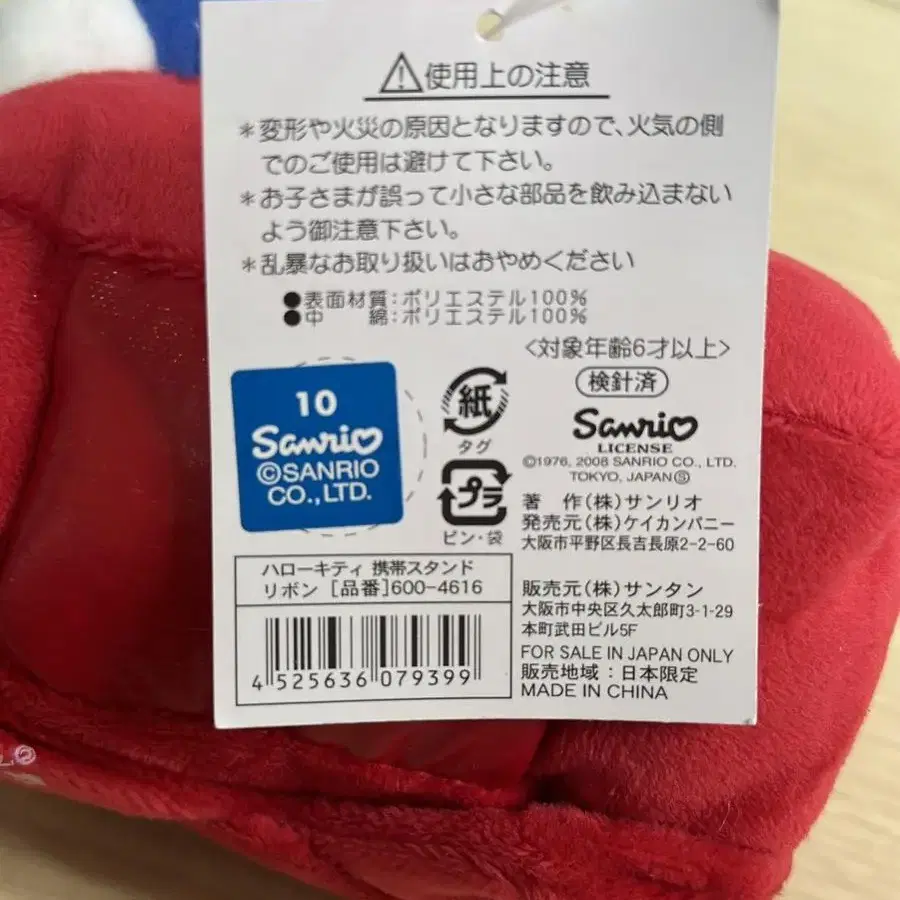 使用上の注意
＊変形や火災の原因となりますので、火気の側
でのご使用は避けて下さい。
＊お子さまが誤って小さな部品を飲み込まない
よう御注意下さい。
＊乱暴なお取り扱いはおやめください
●表面材質：ポリエステル100%
●中　　綿：ポリエステル100%
<対象年齢6才以上>
検針済
10
Sanrio
©SANRIO
CO.,LTD.
紙
タグ
プラ
ピン・袋
Sanrio
LICENSE
©1976, 2008 SANRIO CO., LTD.
TOKYO, JAPAN Ⓢ
著　作(株)サンリオ
発売元(株)ケイカンパニー
大阪市平野区長吉長原2-2-60
ハローキティ 携帯スタンド
リボン [品番]600-4616
4 525636 079399
販売元(株)サンタン
大阪市中央区久太郎町3-1-29
本町武田ビル5F
FOR SALE IN JAPAN ONLY
販売地域：日本限定
MADE IN CHINA